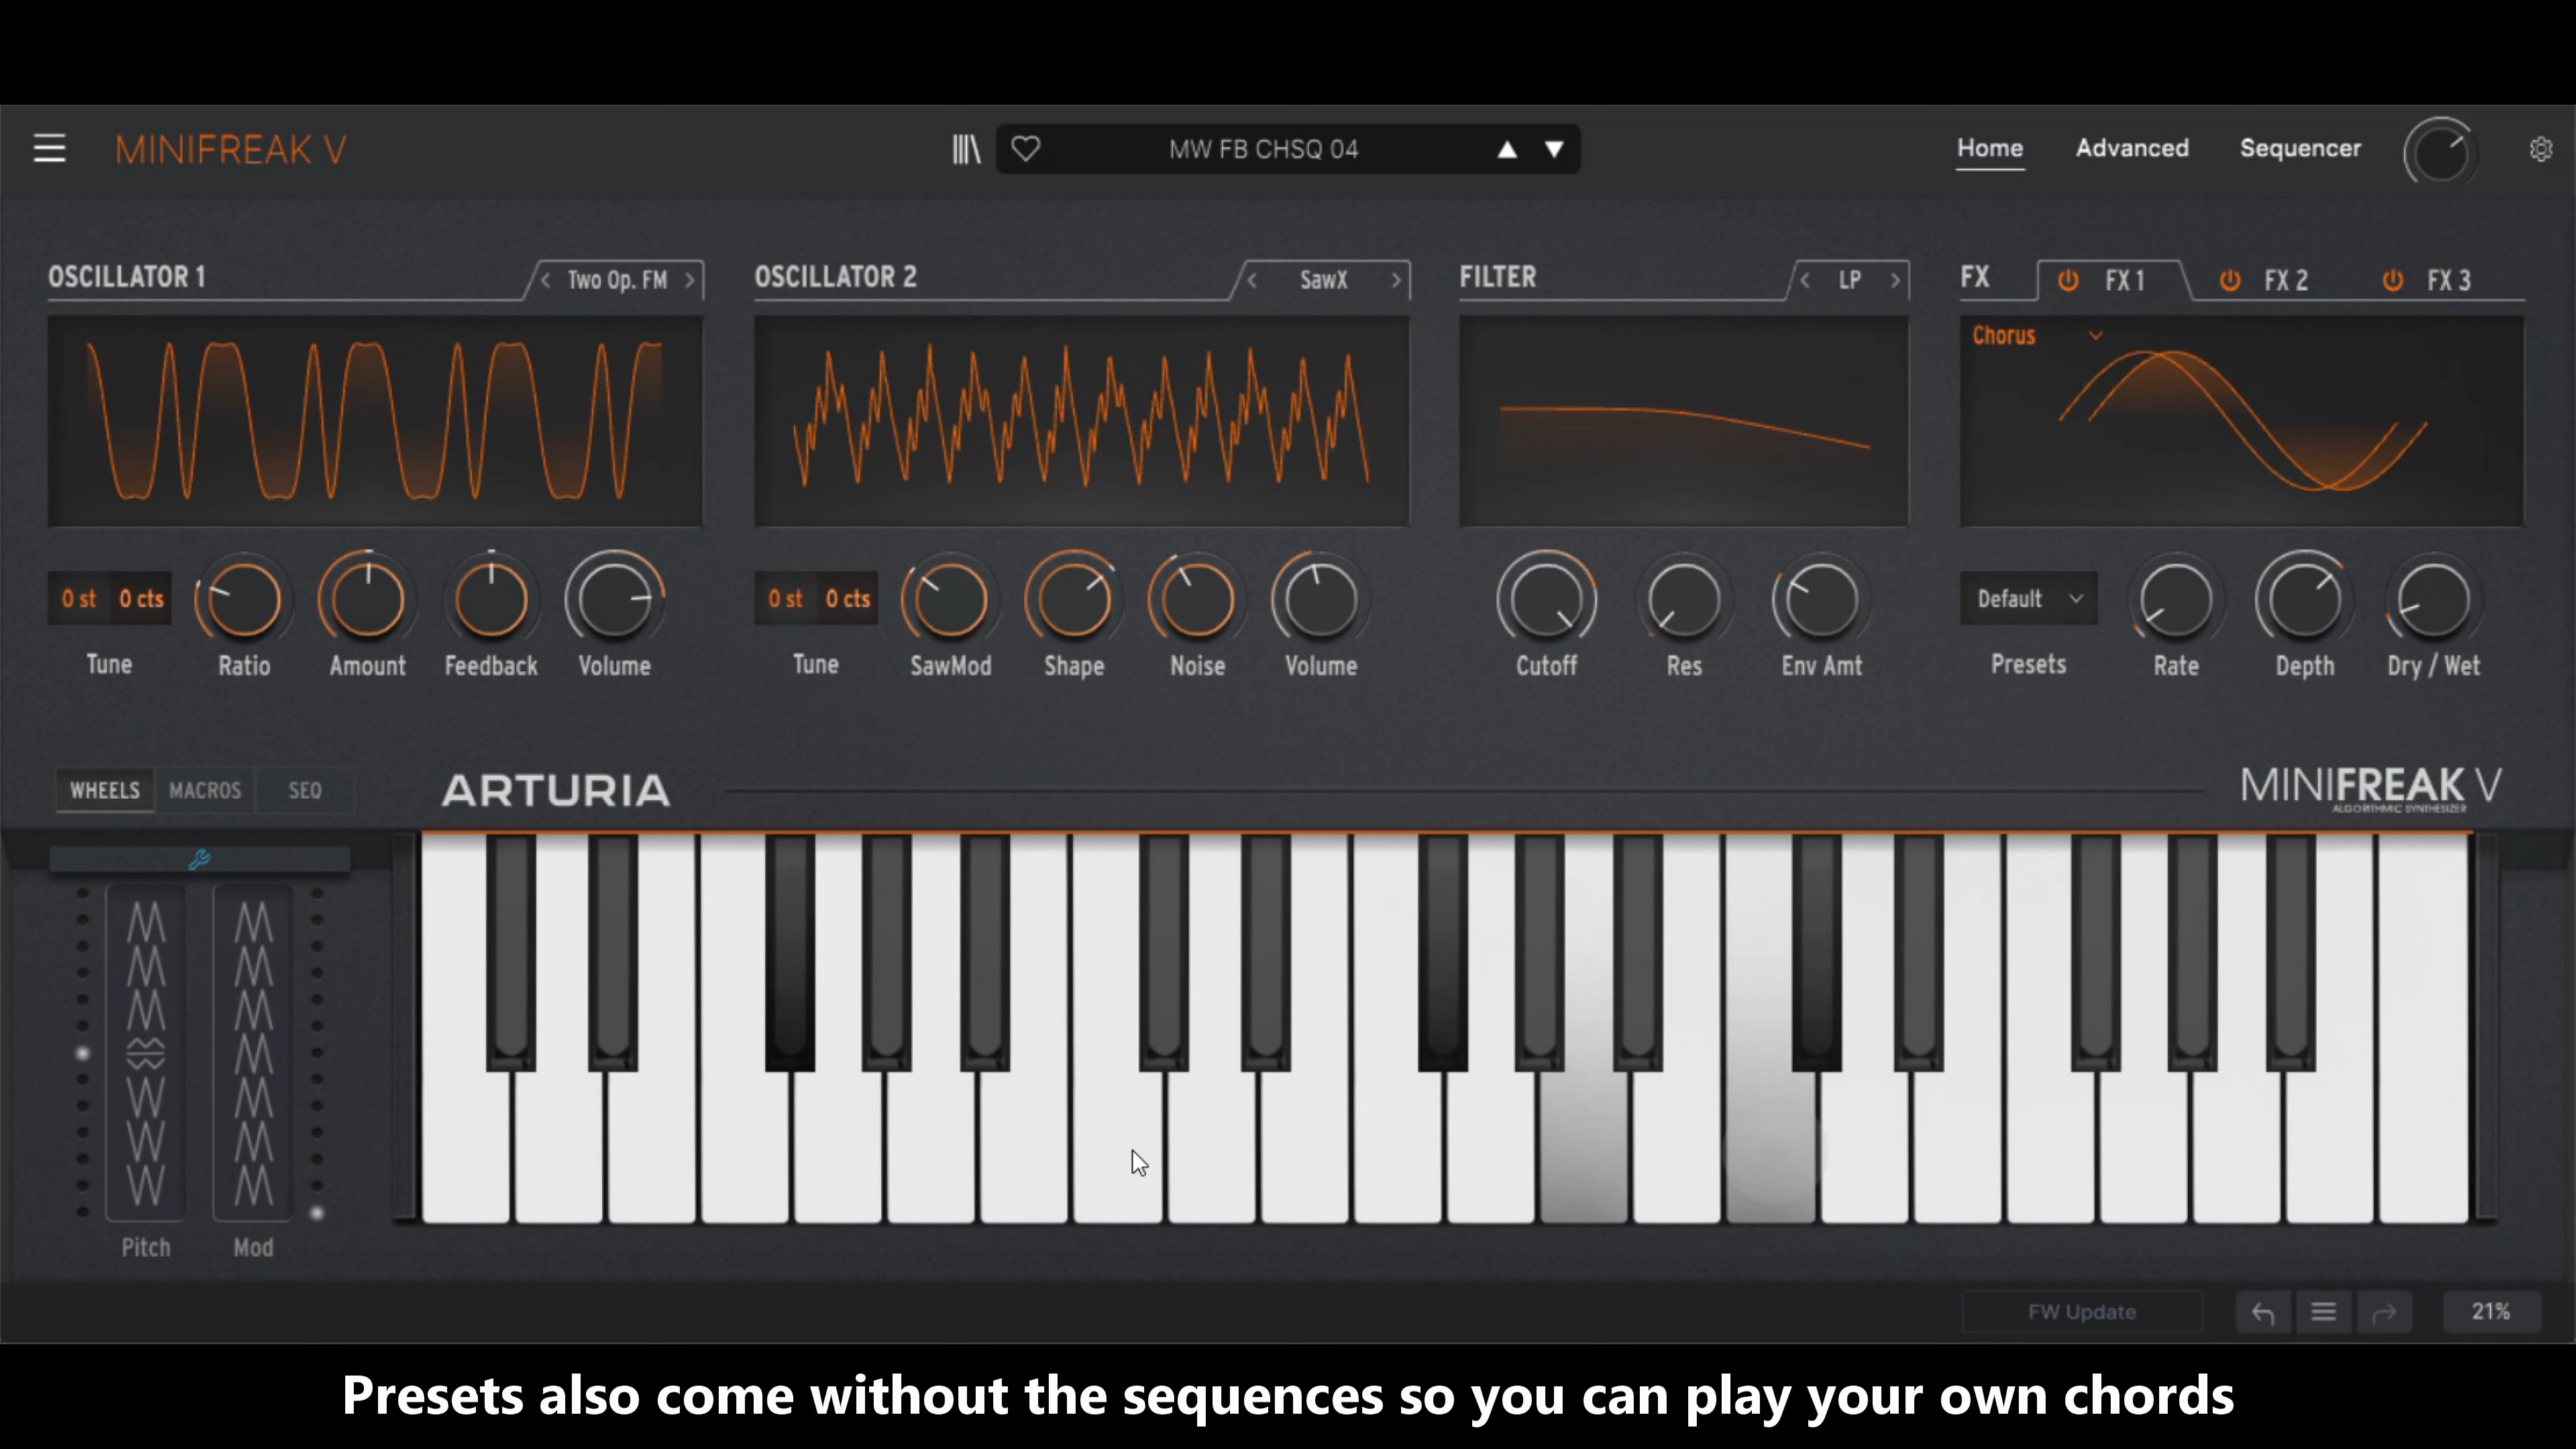 MINIFREAK V
MW FB CHSQ 04
Home Advanced Sequencer
OSCILLATOR 1 Two Op. FM
OSCILLATOR 2 SawX
FILTER LP
FX FX 1 FX 2 FX 3
Chorus
0 st 0 cts
Tune Ratio Amount Feedback Volume
0 st 0 cts
Tune SawMod Shape Noise Volume
Cutoff Res Env Amt
Default
Presets Rate Depth Dry / Wet
WHEELS MACROS SEQ
ARTURIA
MINIFREAK V
ALGORITHMIC SYNTHESIZER
Pitch Mod
FW Update 21%
Presets also come without the sequences so you can play your own chords